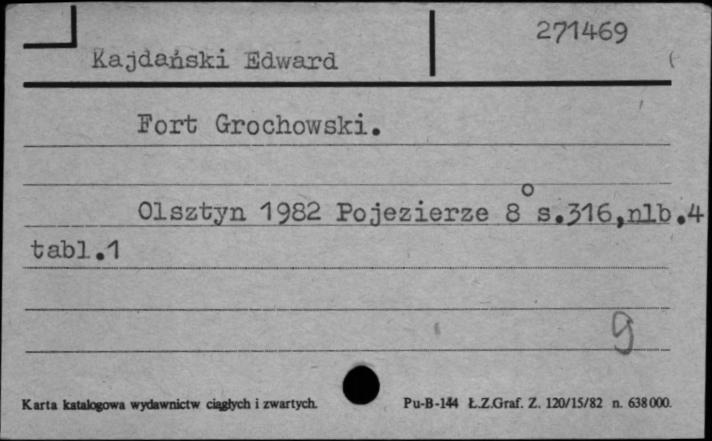 271469
Kajdański Edward
Fort Grochowski.
Olsztyn 1982 Pojezierze 8° s.316,nlb.4
tabl.1
g
Karta katalogowa wydawnictw ciągłych i zwartych.
Pu-B-144 Ł.Z.Graf. Z. 120/15/82 n. 638000.